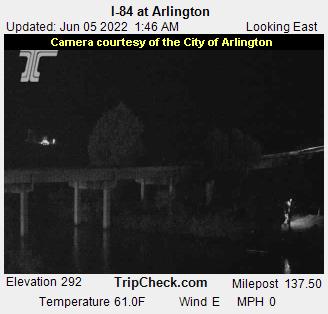 I-84 at Arlington
Updated: Jun 05 2022 1:46 AM Looking East
Camera courtesy of the City of Arlington
Elevation 292 TripCheck.com Milepost 137.50
Temperature 61.0F Wind E MPH 0